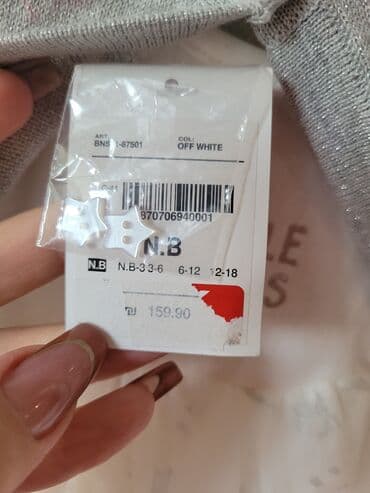 ART:
COL:
OFF WHITE
870706940001
N.B
N.B N.B-3 3-6 6-12 12-18
₪ 159.90